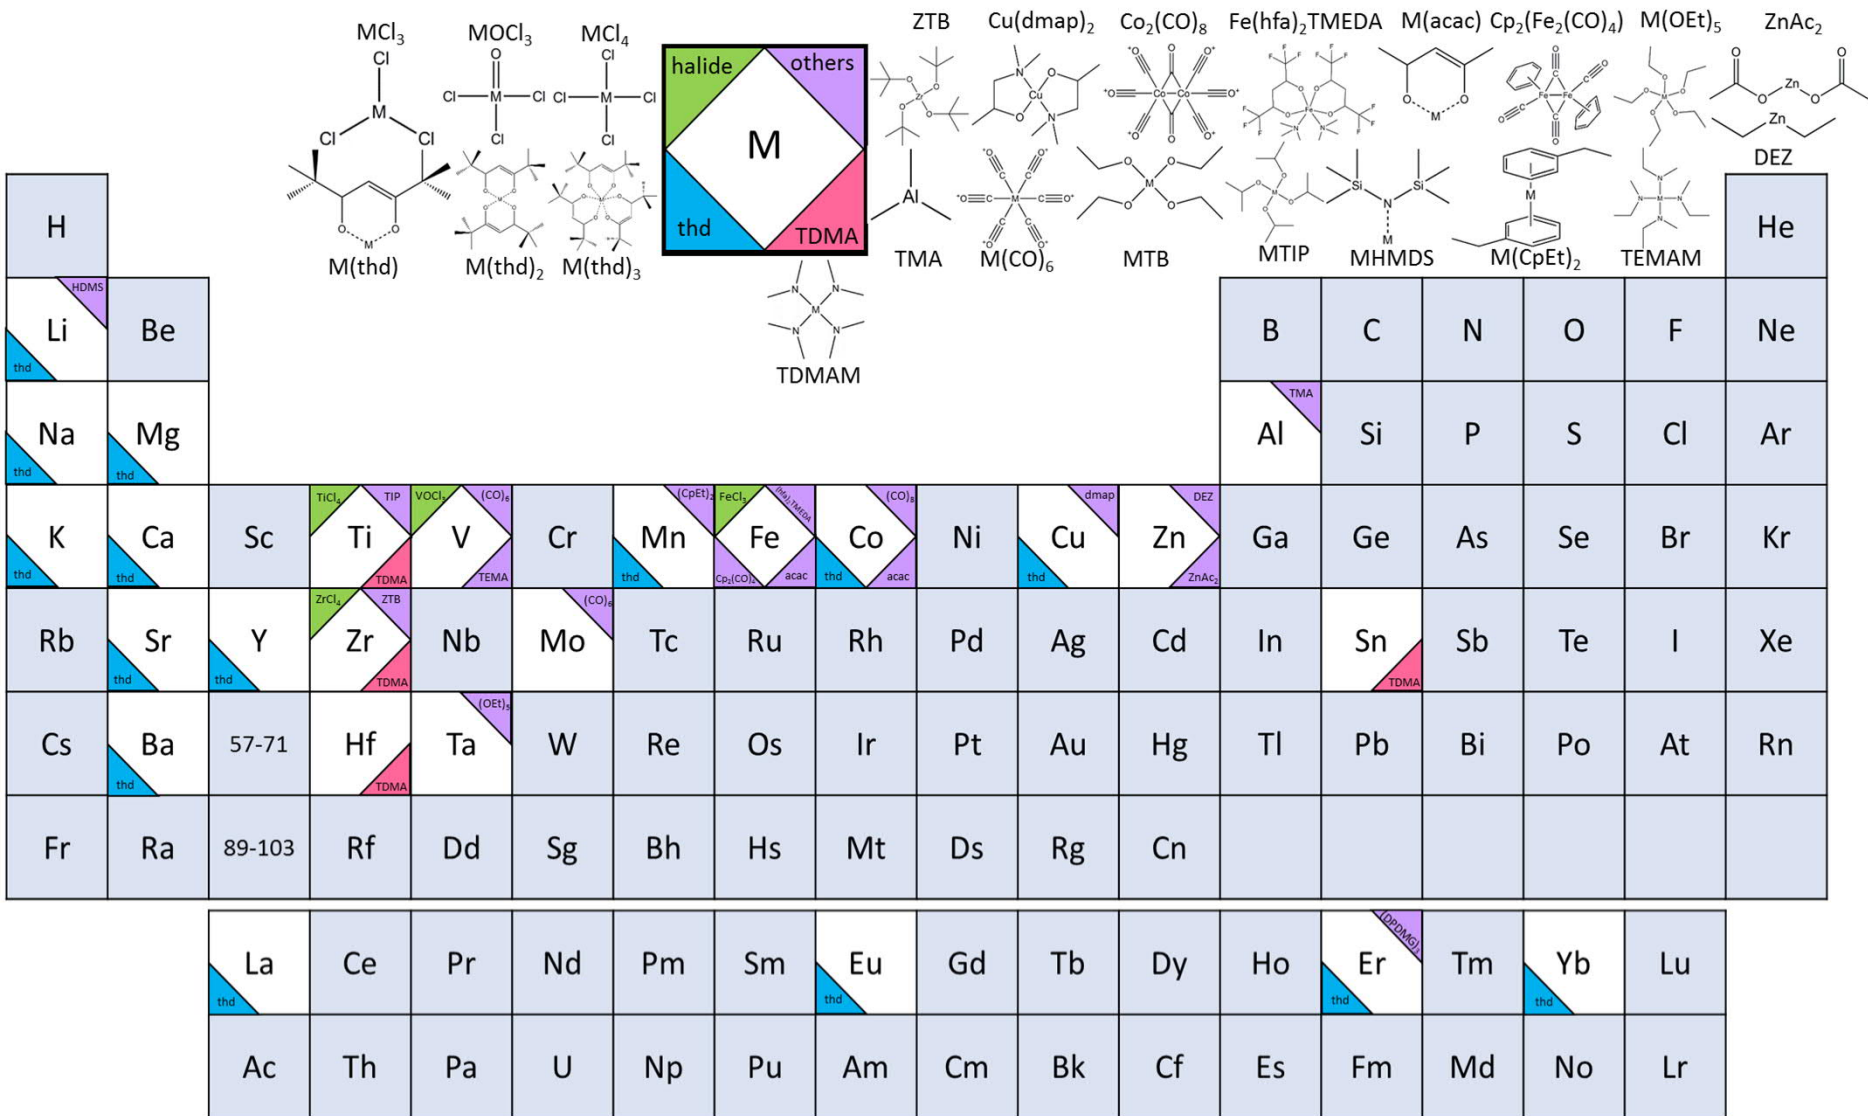 ZTB Cu(dmap)₂ Co₂(CO)₈ Fe(hfa)₂TMEDA M(acac) Cp₂(Fe₂(CO)₄) M(OEt)₅ ZnAc₂
MCl₃ MOCl₃ MCl₄
halide others
M
thd TDMA
TMA M(CO)₆ MTB MTIP MHMDS M(CpEt)₂ TEMAM DEZ
M(thd) M(thd)₂ M(thd)₃
TDMAM
H He
HDMS
Li Be B C N O F Ne
thd
TMA
Na Mg Al Si P S Cl Ar
thd thd
TiCl₄ TIP VOCl₃ (CO)₆ (CpEt)₂ FeCl₃ (hfa)₂TMEDA (CO)₈ dmap DEZ
K Ca Sc Ti V Cr Mn Fe Co Ni Cu Zn Ga Ge As Se Br Kr
thd thd TDMA TEMA thd Cp₂(CO)₄ acac thd acac thd ZnAc₂
ZrCl₄ ZTB (CO)₆
Rb Sr Y Zr Nb Mo Tc Ru Rh Pd Ag Cd In Sn Sb Te I Xe
thd thd TDMA TDMA
(OEt)₅
Cs Ba 57-71 Hf Ta W Re Os Ir Pt Au Hg Tl Pb Bi Po At Rn
thd TDMA
Fr Ra 89-103 Rf Dd Sg Bh Hs Mt Ds Rg Cn
(DPDMG)₃
La Ce Pr Nd Pm Sm Eu Gd Tb Dy Ho Er Tm Yb Lu
thd thd thd thd
Ac Th Pa U Np Pu Am Cm Bk Cf Es Fm Md No Lr